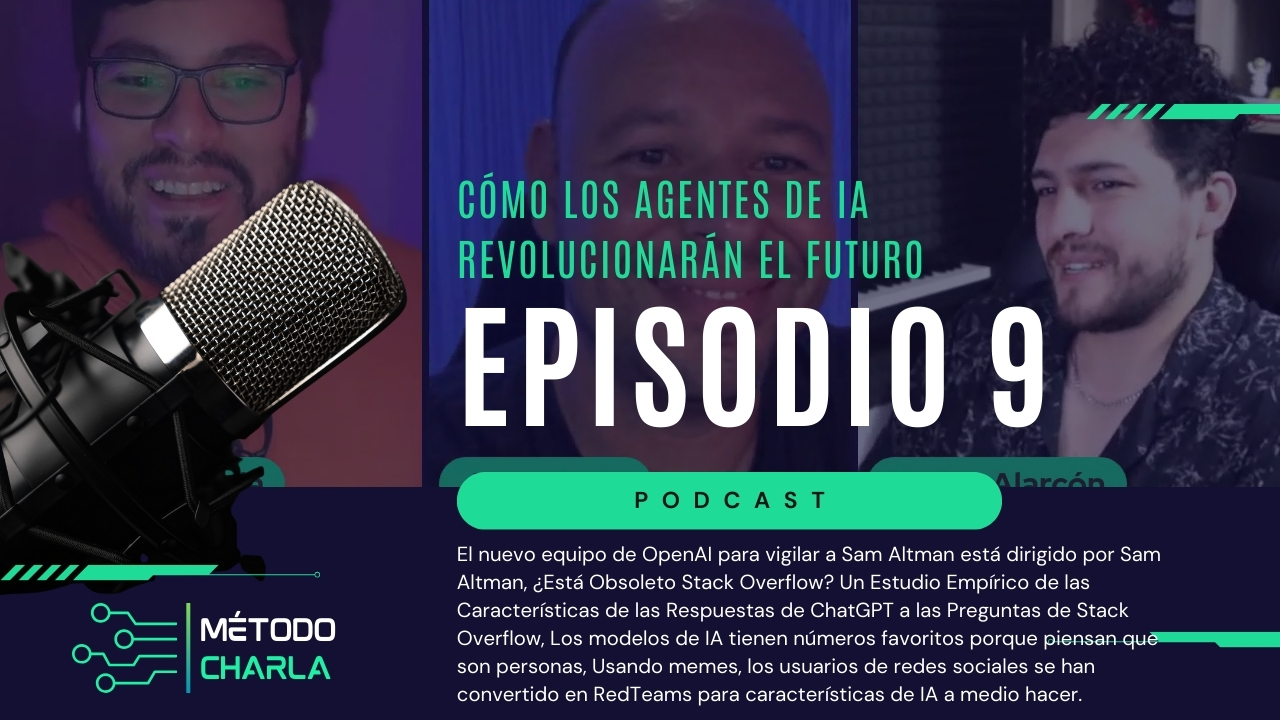 CÓMO LOS AGENTES DE IA
REVOLUCIONARÁN EL FUTURO
EPISODIO 9
Alarcón
PODCAST
El nuevo equipo de OpenAI para vigilar a Sam Altman está dirigido por Sam
Altman, ¿Está Obsoleto Stack Overflow? Un Estudio Empírico de las
Características de las Respuestas de ChatGPT a las Preguntas de Stack
Overflow, Los modelos de IA tienen números favoritos porque piensan que
son personas, Usando memes, los usuarios de redes sociales se han
convertido en RedTeams para características de IA a medio hacer.
MÉTODO
CHARLA